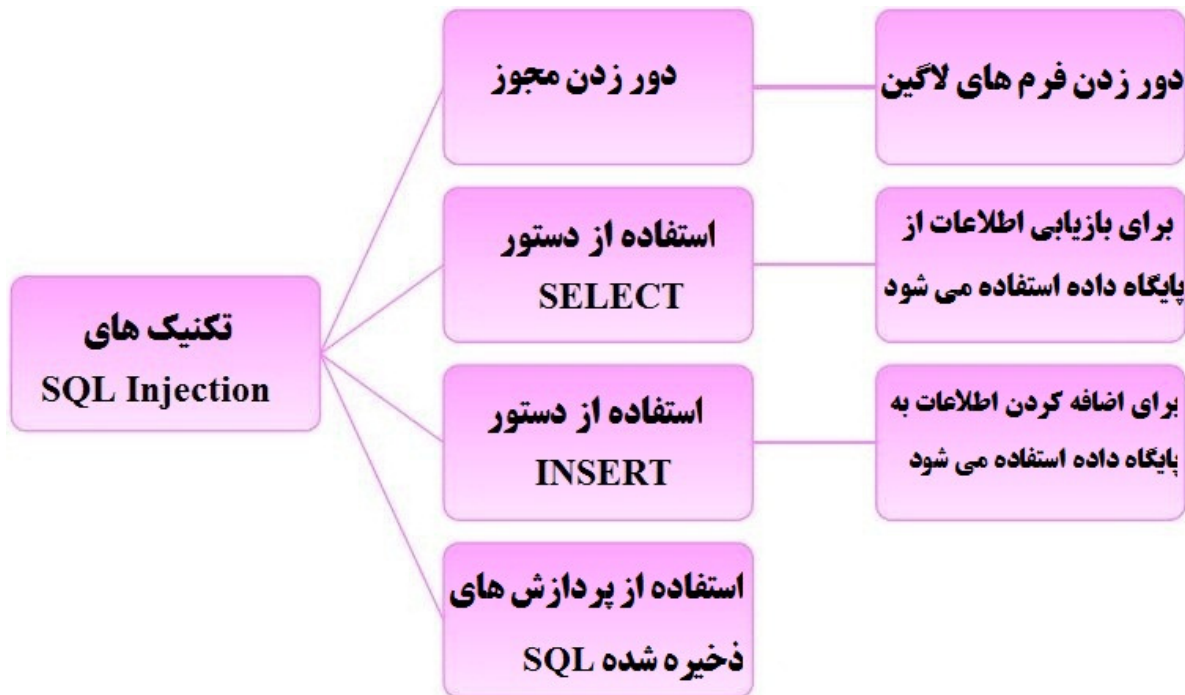 تکنیک های
SQL Injection
دور زدن مجوز
دور زدن فرم های لاگین
استفاده از دستور
SELECT
برای بازیابی اطلاعات از
پایگاه داده استفاده می شود
استفاده از دستور
INSERT
برای اضافه کردن اطلاعات به
پایگاه داده استفاده می شود
استفاده از پردازش های
ذخیره شده SQL